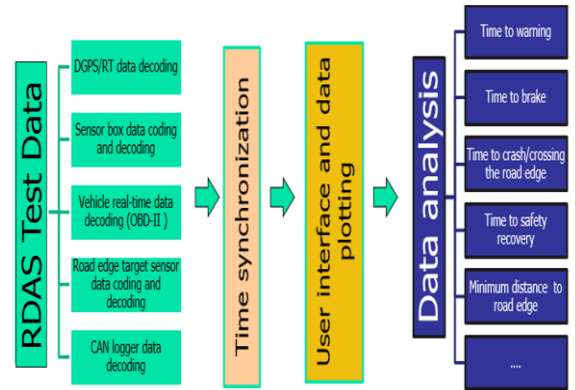 RDAS Test Data
DGPS/RT data decoding
Sensor box data coding
and decoding
Vehicle real-time data
decoding (OBD-II )
Road edge target sensor
data coding and
decoding
CAN logger data
decoding
Time synchronization
User interface and data
plotting
Data analysis
Time to warning
Time to brake
Time to crash/crossing
the road edge
Time to safety
recovery
Minimum distance to
road edge
....